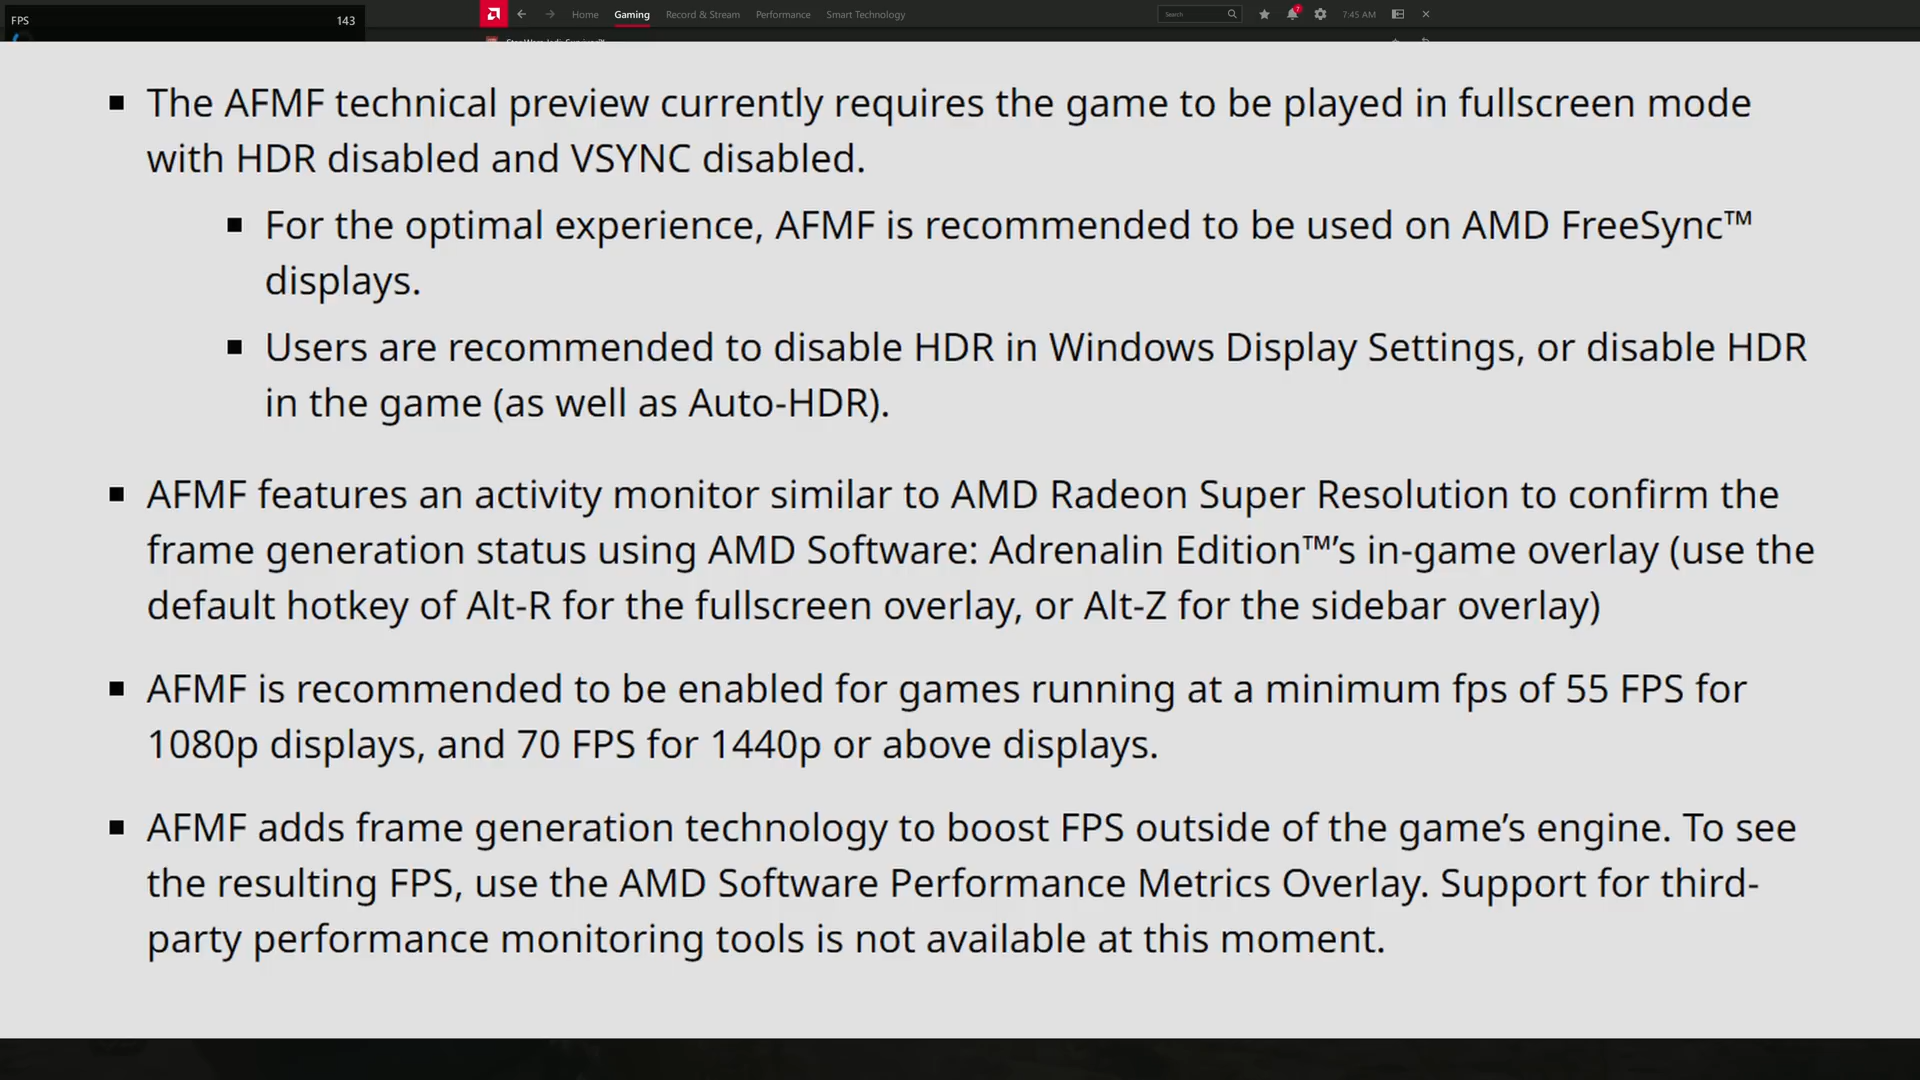 FPS 143
Home Gaming Record & Stream Performance Smart Technology Search 7 7:45 AM
■ The AFMF technical preview currently requires the game to be played in fullscreen mode
with HDR disabled and VSYNC disabled.
■ For the optimal experience, AFMF is recommended to be used on AMD FreeSync™
displays.
■ Users are recommended to disable HDR in Windows Display Settings, or disable HDR
in the game (as well as Auto-HDR).
■ AFMF features an activity monitor similar to AMD Radeon Super Resolution to confirm the
frame generation status using AMD Software: Adrenalin Edition™’s in-game overlay (use the
default hotkey of Alt-R for the fullscreen overlay, or Alt-Z for the sidebar overlay)
■ AFMF is recommended to be enabled for games running at a minimum fps of 55 FPS for
1080p displays, and 70 FPS for 1440p or above displays.
■ AFMF adds frame generation technology to boost FPS outside of the game’s engine. To see
the resulting FPS, use the AMD Software Performance Metrics Overlay. Support for third-
party performance monitoring tools is not available at this moment.